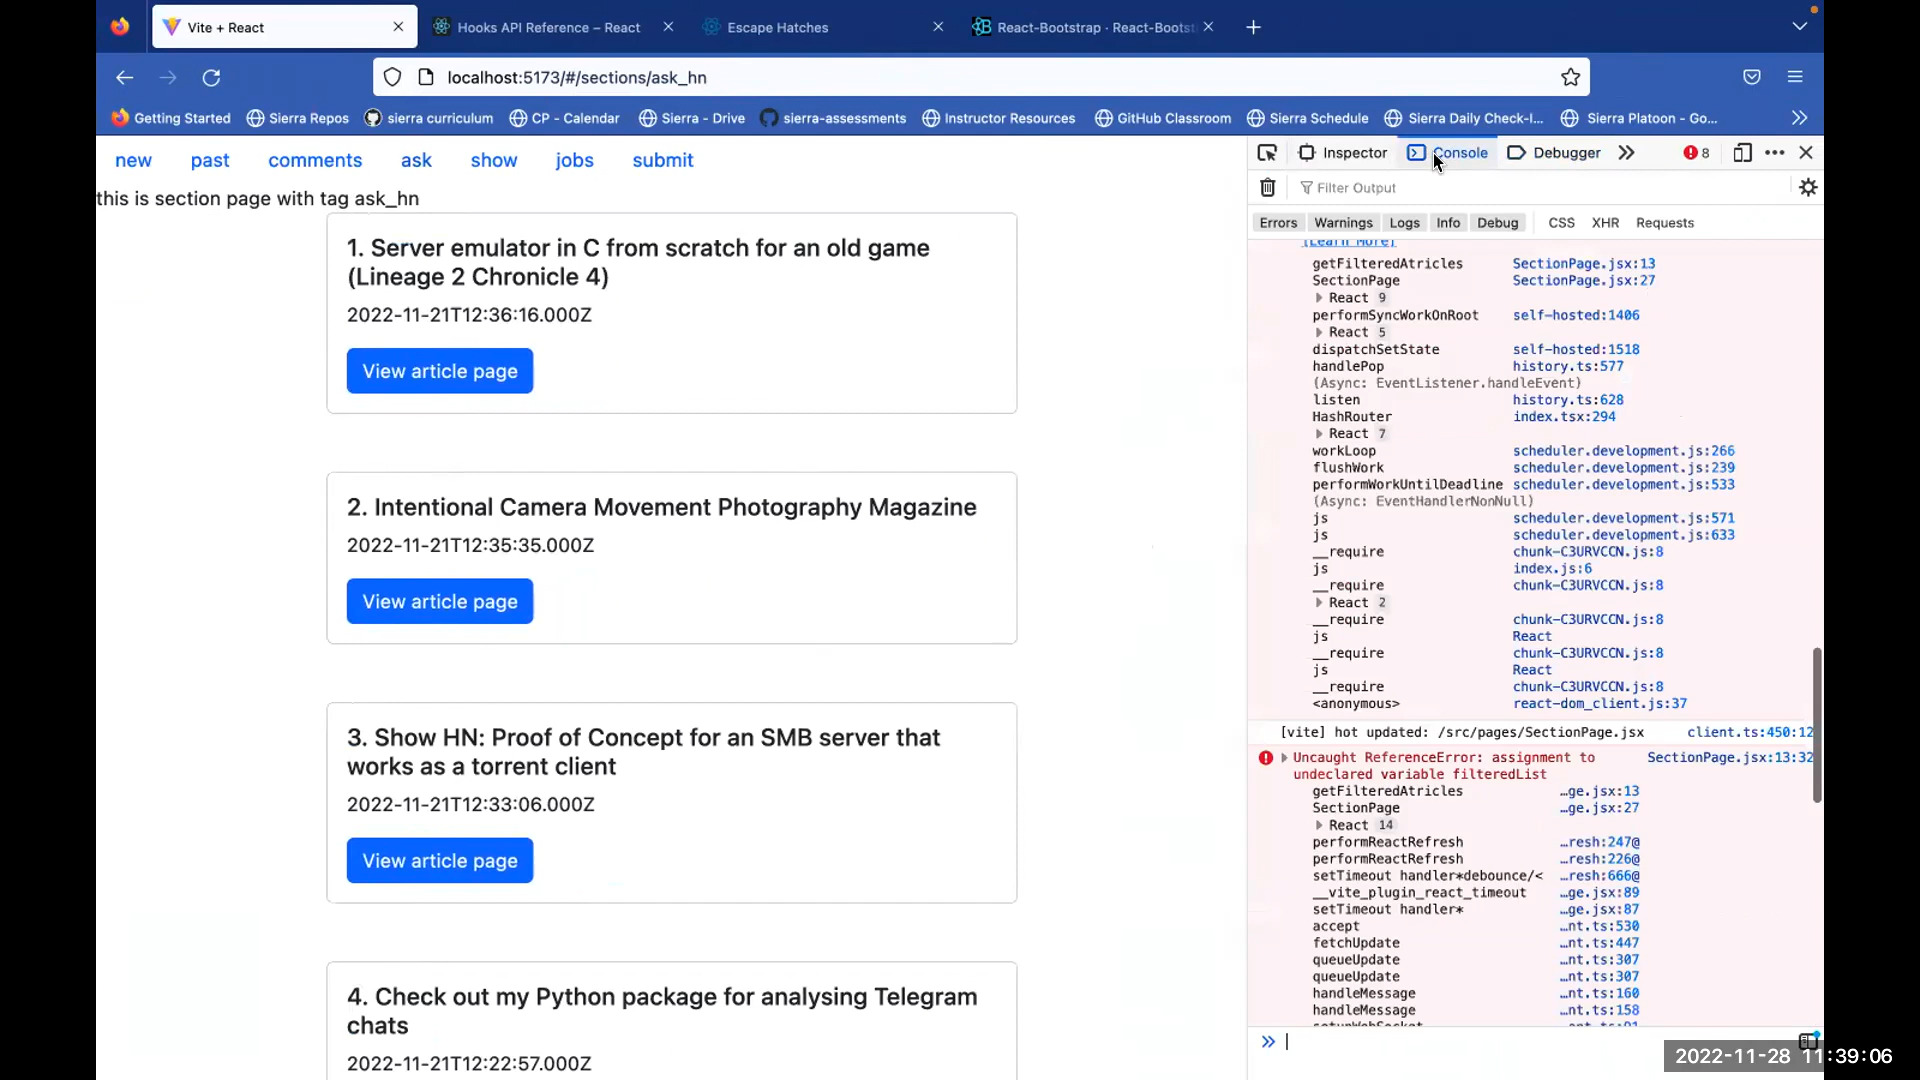 Vite + React
Hooks API Reference – React
Escape Hatches
React-Bootstrap · React-Bootst
localhost:5173/#/sections/ask_hn
Getting Started
Sierra Repos
sierra curriculum
CP - Calendar
Sierra - Drive
sierra-assessments
Instructor Resources
GitHub Classroom
Sierra Schedule
Sierra Daily Check-I...
Sierra Platoon - Go...
new past comments ask show jobs submit
this is section page with tag ask_hn
1. Server emulator in C from scratch for an old game
(Lineage 2 Chronicle 4)
2022-11-21T12:36:16.000Z
View article page
2. Intentional Camera Movement Photography Magazine
2022-11-21T12:35:35.000Z
View article page
3. Show HN: Proof of Concept for an SMB server that
works as a torrent client
2022-11-21T12:33:06.000Z
View article page
4. Check out my Python package for analysing Telegram
chats
2022-11-21T12:22:57.000Z
Inspector Console Debugger 8
Filter Output
Errors Warnings Logs Info Debug CSS XHR Requests
[Learn More]
getFilteredAtricles SectionPage.jsx:13
SectionPage SectionPage.jsx:27
React 9
performSyncWorkOnRoot self-hosted:1406
React 5
dispatchSetState self-hosted:1518
handlePop history.ts:577
(Async: EventListener.handleEvent)
listen history.ts:628
HashRouter index.tsx:294
React 7
workLoop scheduler.development.js:266
flushWork scheduler.development.js:239
performWorkUntilDeadline scheduler.development.js:533
(Async: EventHandlerNonNull)
js scheduler.development.js:571
js scheduler.development.js:633
__require chunk-C3URVCCN.js:8
js index.js:6
__require chunk-C3URVCCN.js:8
React 2
__require chunk-C3URVCCN.js:8
js React
__require chunk-C3URVCCN.js:8
js React
__require chunk-C3URVCCN.js:8
<anonymous> react-dom_client.js:37
[vite] hot updated: /src/pages/SectionPage.jsx client.ts:450:12
Uncaught ReferenceError: assignment to SectionPage.jsx:13:32
undeclared variable filteredList
getFilteredAtricles …ge.jsx:13
SectionPage …ge.jsx:27
React 14
performReactRefresh …resh:247@
performReactRefresh …resh:226@
setTimeout handler*debounce/< …resh:666@
__vite_plugin_react_timeout …ge.jsx:89
setTimeout handler* …ge.jsx:87
accept …nt.ts:530
fetchUpdate …nt.ts:447
queueUpdate …nt.ts:307
queueUpdate …nt.ts:307
handleMessage …nt.ts:160
handleMessage …nt.ts:158
2022-11-28 11:39:06